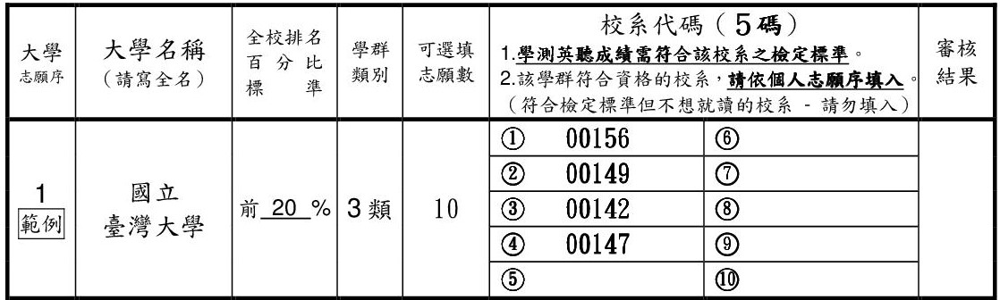 大學
志願序
大學名稱
(請寫全名)
全校排名
百分比
標準
學群
類別
可選填
志願數
校系代碼(5碼)
1.學測英聽成績需符合該校系之檢定標準。
2.該學群符合資格的校系,請依個人志願序填入。
(符合檢定標準但不想就讀的校系 - 請勿填入)
審核
結果
1
範例
國立
臺灣大學
前 20 %
3 類
10
① 00156
⑥
② 00149
⑦
③ 00142
⑧
④ 00147
⑨
⑤
⑩